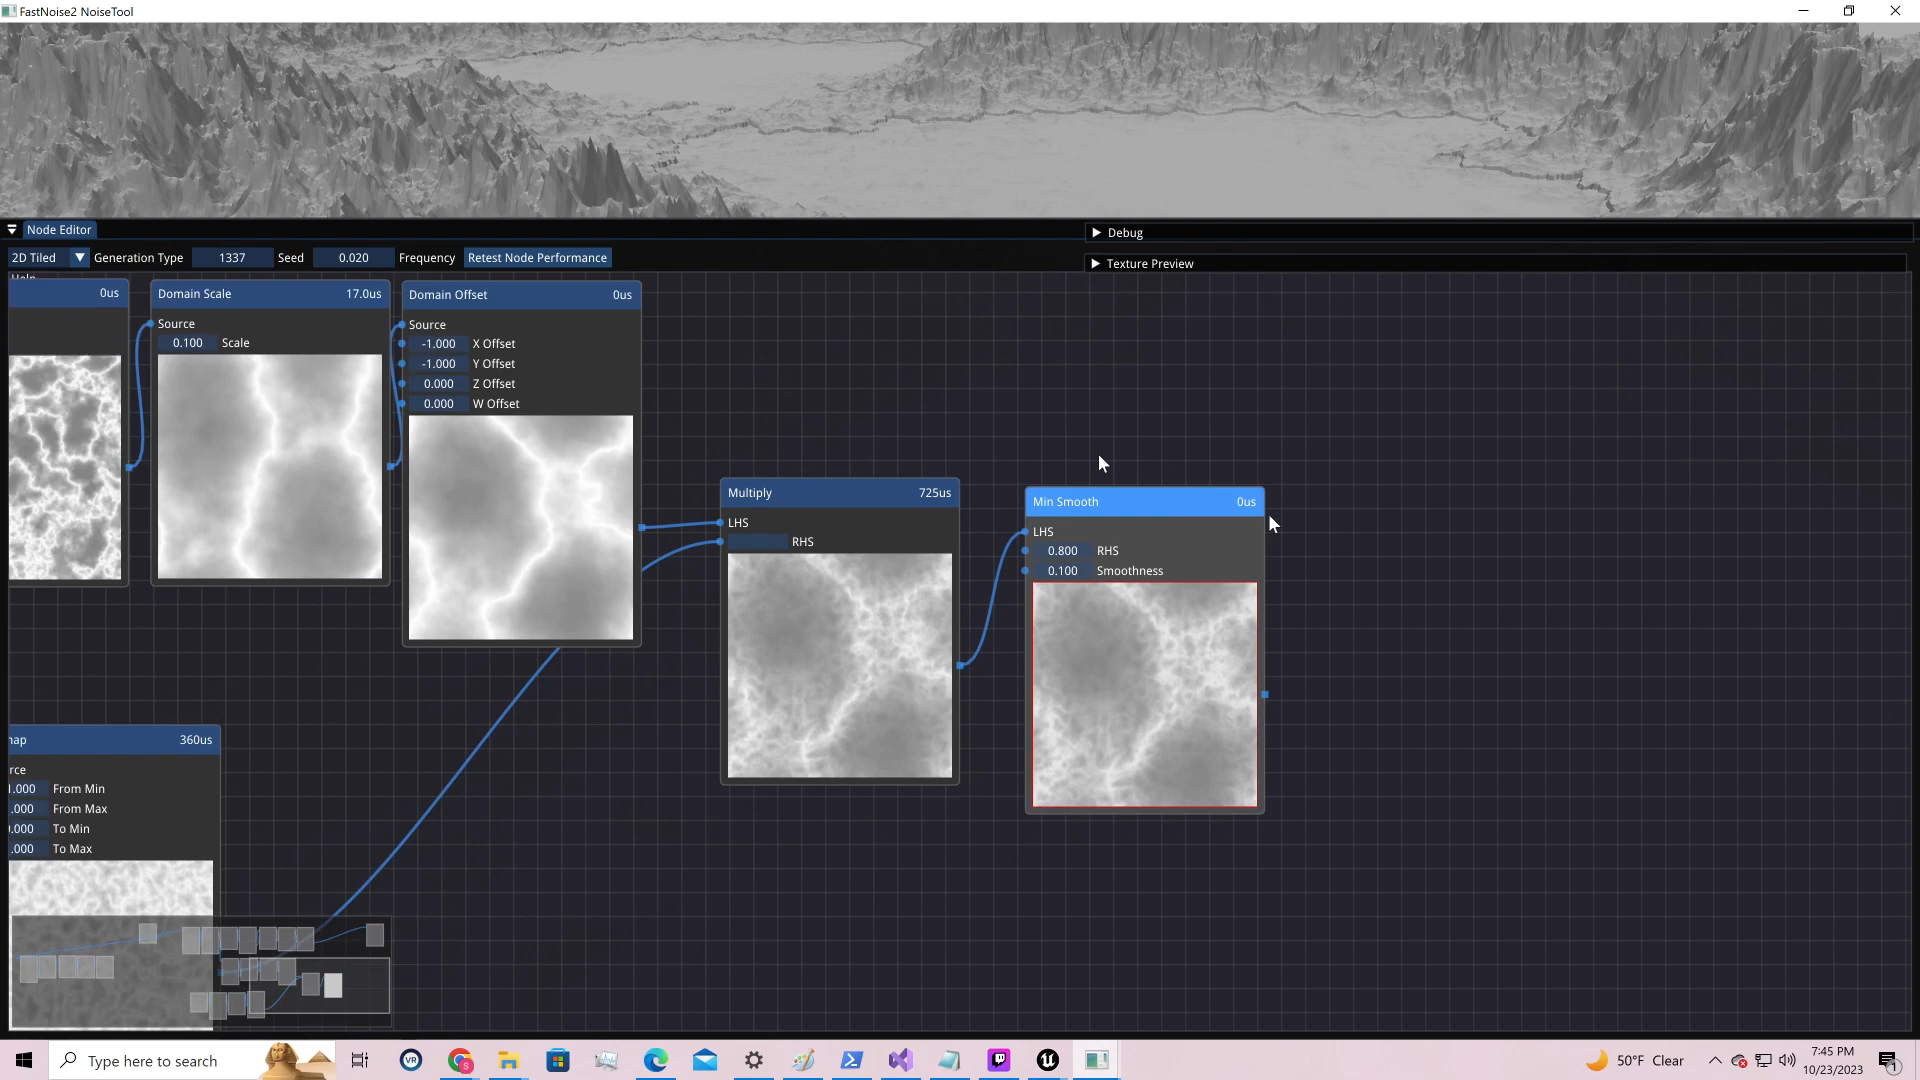 FastNoise2 NoiseTool
Node Editor
Debug
2D Tiled Generation Type 1337 Seed 0.020 Frequency Retest Node Performance
Texture Preview
0us
Domain Scale 17.0us
Source
0.100 Scale
Domain Offset 0us
Source
-1.000 X Offset
-1.000 Y Offset
0.000 Z Offset
0.000 W Offset
Multiply 725us
LHS
RHS
Min Smooth 0us
LHS
0.800 RHS
0.100 Smoothness
360us
.000 From Min
.000 From Max
.000 To Min
.000 To Max
Type here to search
50°F Clear
7:45 PM
10/23/2023